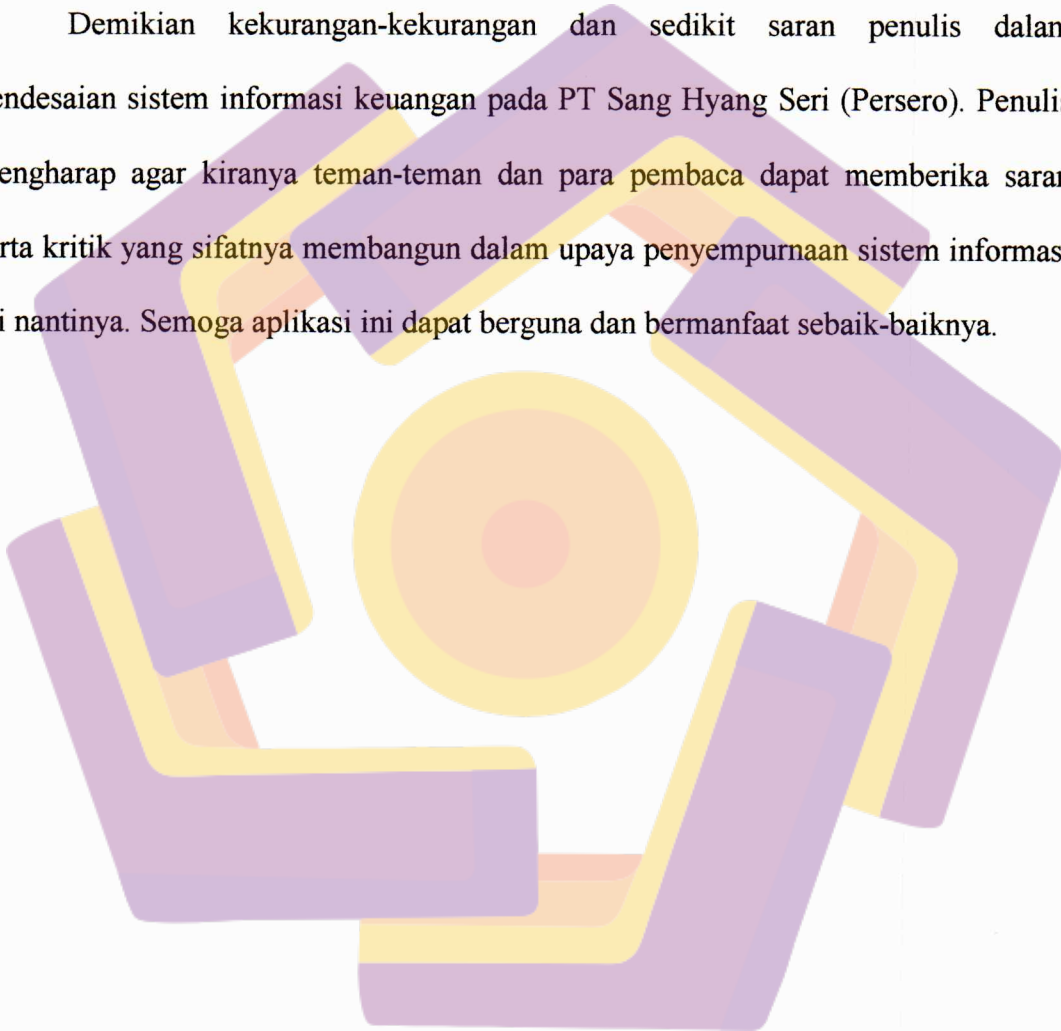 Demikian kekurangan-kekurangan dan sedikit saran penulis dalam
endesaian sistem informasi keuangan pada PT Sang Hyang Seri (Persero). Penulis
engharap agar kiranya teman-teman dan para pembaca dapat memberika saran
rta kritik yang sifatnya membangun dalam upaya penyempurnaan sistem informasi
i nantinya. Semoga aplikasi ini dapat berguna dan bermanfaat sebaik-baiknya.